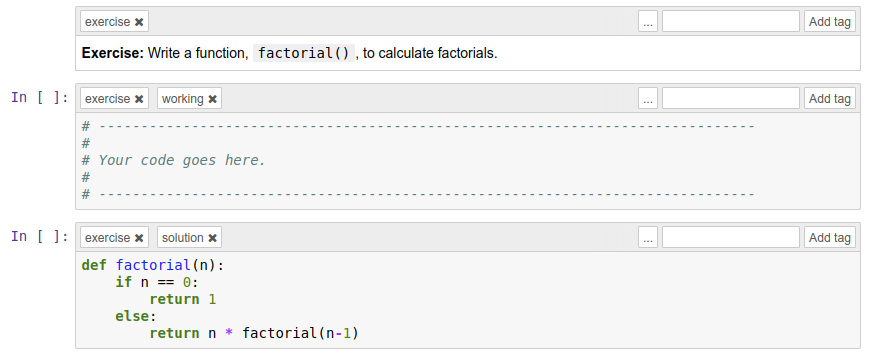 exercise ✖ ... Add tag
Exercise: Write a function, factorial() , to calculate factorials.
In [ ]: exercise ✖ working ✖ ... Add tag
# ------------------------------------------------------------------------------
#
# Your code goes here.
#
# ------------------------------------------------------------------------------
In [ ]: exercise ✖ solution ✖ ... Add tag
def factorial(n):
    if n == 0:
        return 1
    else:
        return n * factorial(n-1)